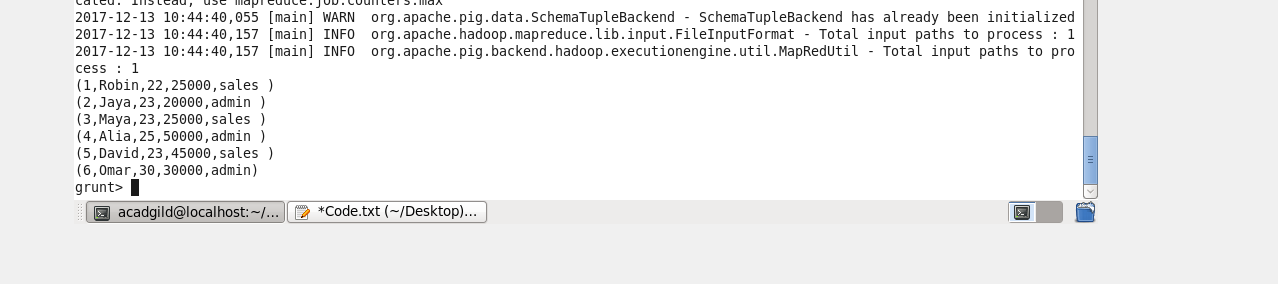 cated. Instead, use mapreduce.job.counters.max
2017-12-13 10:44:40,055 [main] WARN  org.apache.pig.data.SchemaTupleBackend - SchemaTupleBackend has already been initialized
2017-12-13 10:44:40,157 [main] INFO  org.apache.hadoop.mapreduce.lib.input.FileInputFormat - Total input paths to process : 1
2017-12-13 10:44:40,157 [main] INFO  org.apache.pig.backend.hadoop.executionengine.util.MapRedUtil - Total input paths to pro
cess : 1
(1,Robin,22,25000,sales )
(2,Jaya,23,20000,admin )
(3,Maya,23,25000,sales )
(4,Alia,25,50000,admin )
(5,David,23,45000,sales )
(6,Omar,30,30000,admin)
grunt>
acadgild@localhost:~/... *Code.txt (~/Desktop)...